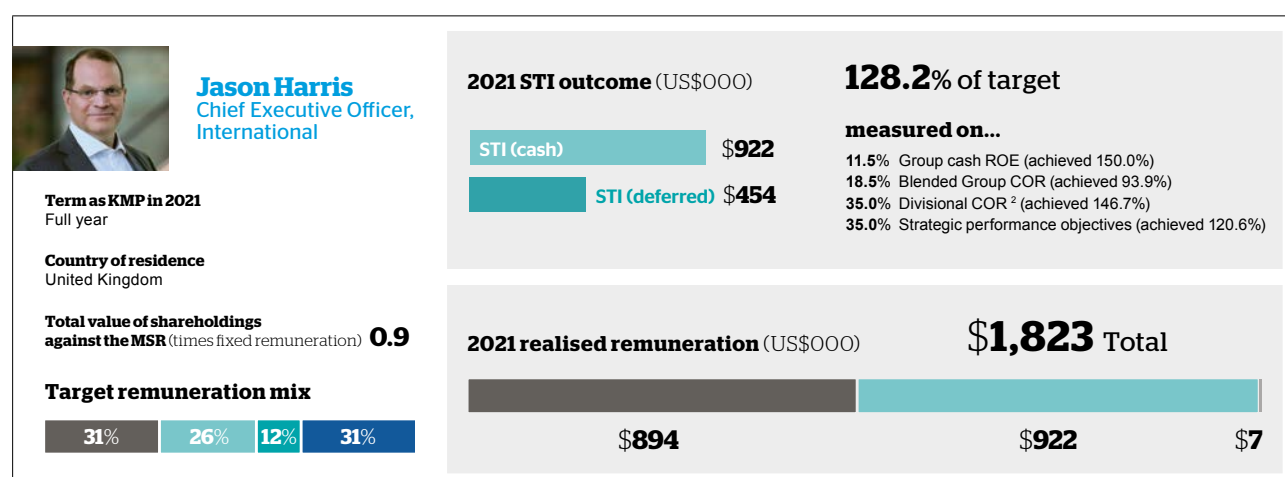 Jason Harris
Chief Executive Officer,
International
Term as KMP in 2021
Full year
Country of residence
United Kingdom
Total value of shareholdings
against the MSR (times fixed remuneration) 0.9
Target remuneration mix
31% 26% 12% 31%
2021 STI outcome (US$000)
STI (cash) $922
STI (deferred) $454
128.2% of target
measured on...
11.5% Group cash ROE (achieved 150.0%)
18.5% Blended Group COR (achieved 93.9%)
35.0% Divisional COR 2 (achieved 146.7%)
35.0% Strategic performance objectives (achieved 120.6%)
2021 realised remuneration (US$000)
$1,823 Total
$894 $922 $7